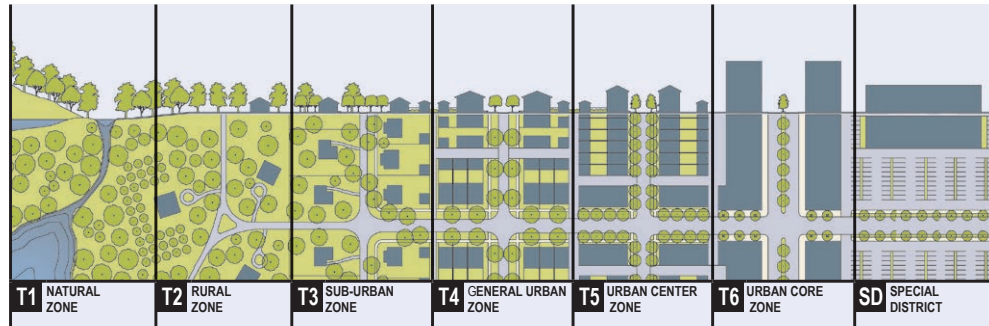 T1 NATURAL
ZONE
T2 RURAL
ZONE
T3 SUB-URBAN
ZONE
T4 GENERAL URBAN
ZONE
T5 URBAN CENTER
ZONE
T6 URBAN CORE
ZONE
SD SPECIAL
DISTRICT